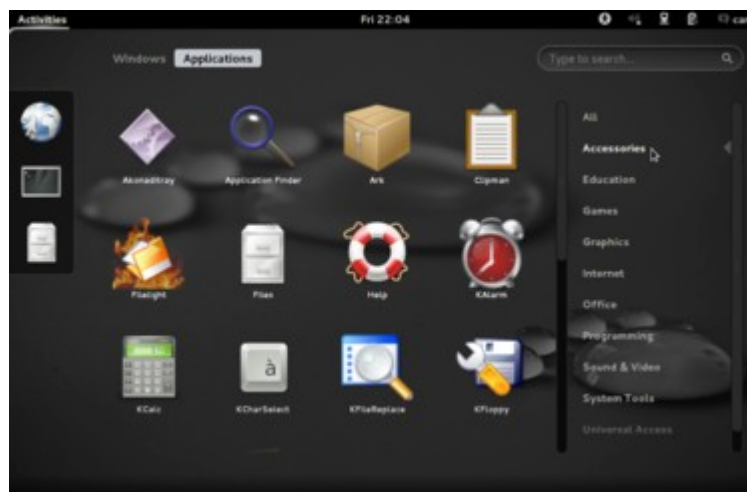 Activities
Fri 22:04
Windows Applications
Type to search...
Akonaditray
Application Finder
Ark
Clipman
Filelight
Files
Help
KAlarm
KCalc
KCharSelect
KFileReplace
KFloppy
All
Accessories
Education
Games
Graphics
Internet
Office
Programming
Sound & Video
System Tools
Universal Access